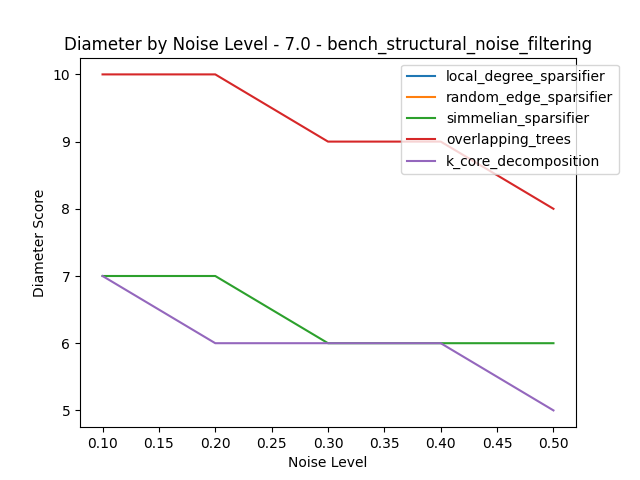 Diameter by Noise Level - 7.0 - bench_structural_noise_filtering
local_degree_sparsifier
random_edge_sparsifier
simmelian_sparsifier
overlapping_trees
k_core_decomposition
Diameter Score
10
9
8
7
6
5
0.10 0.15 0.20 0.25 0.30 0.35 0.40 0.45 0.50
Noise Level